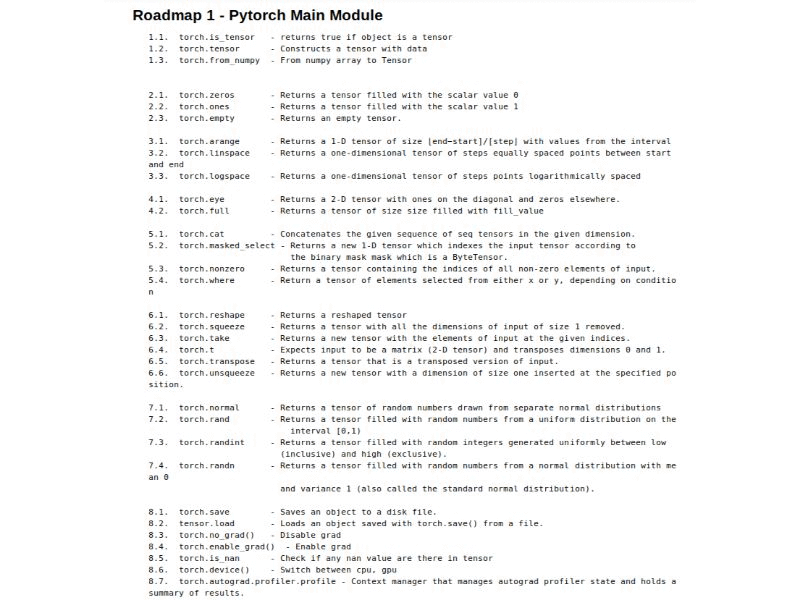 Roadmap 1 - Pytorch Main Module
1.1. torch.is_tensor - returns true if object is a tensor
1.2. torch.tensor - Constructs a tensor with data
1.3. torch.from_numpy - From numpy array to Tensor
2.1. torch.zeros - Returns a tensor filled with the scalar value 0
2.2. torch.ones - Returns a tensor filled with the scalar value 1
2.3. torch.empty - Returns an empty tensor.
3.1. torch.arange - Returns a 1-D tensor of size ⌊end−start⌋/⌊step⌋ with values from the interval
3.2. torch.linspace - Returns a one-dimensional tensor of steps equally spaced points between start
and end
3.3. torch.logspace - Returns a one-dimensional tensor of steps points logarithmically spaced
4.1. torch.eye - Returns a 2-D tensor with ones on the diagonal and zeros elsewhere.
4.2. torch.full - Returns a tensor of size size filled with fill_value
5.1. torch.cat - Concatenates the given sequence of seq tensors in the given dimension.
5.2. torch.masked_select - Returns a new 1-D tensor which indexes the input tensor according to
the binary mask mask which is a ByteTensor.
5.3. torch.nonzero - Returns a tensor containing the indices of all non-zero elements of input.
5.4. torch.where - Return a tensor of elements selected from either x or y, depending on conditio
n
6.1. torch.reshape - Returns a reshaped tensor
6.2. torch.squeeze - Returns a tensor with all the dimensions of input of size 1 removed.
6.3. torch.take - Returns a new tensor with the elements of input at the given indices.
6.4. torch.t - Expects input to be a matrix (2-D tensor) and transposes dimensions 0 and 1.
6.5. torch.transpose - Returns a tensor that is a transposed version of input.
6.6. torch.unsqueeze - Returns a new tensor with a dimension of size one inserted at the specified po
sition.
7.1. torch.normal - Returns a tensor of random numbers drawn from separate normal distributions
7.2. torch.rand - Returns a tensor filled with random numbers from a uniform distribution on the
interval [0,1)
7.3. torch.randint - Returns a tensor filled with random integers generated uniformly between low
(inclusive) and high (exclusive).
7.4. torch.randn - Returns a tensor filled with random numbers from a normal distribution with me
an 0
and variance 1 (also called the standard normal distribution).
8.1. torch.save - Saves an object to a disk file.
8.2. tensor.load - Loads an object saved with torch.save() from a file.
8.3. torch.no_grad() - Disable grad
8.4. torch.enable_grad() - Enable grad
8.5. torch.is_nan - Check if any nan value are there in tensor
8.6. torch.device() - Switch between cpu, gpu
8.7. torch.autograd.profiler.profile - Context manager that manages autograd profiler state and holds a
summary of results.